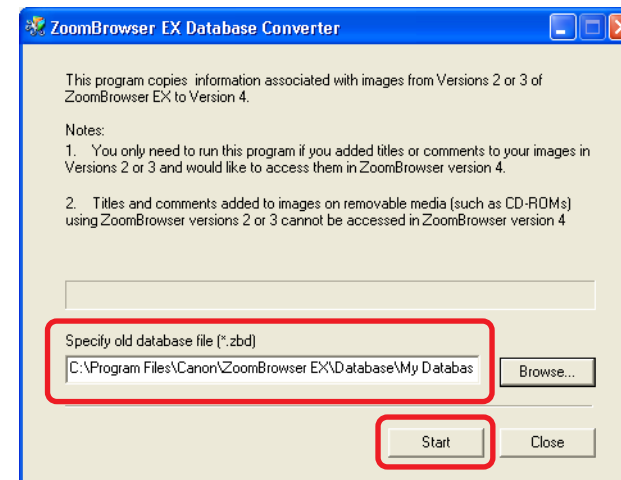 ZoomBrowser EX Database Converter
This program copies information associated with images from Versions 2 or 3 of
ZoomBrowser EX to Version 4.
Notes:
1. You only need to run this program if you added titles or comments to your images in
Versions 2 or 3 and would like to access them in ZoomBrowser version 4.
2. Titles and comments added to images on removable media (such as CD-ROMs)
using ZoomBrowser versions 2 or 3 cannot be accessed in ZoomBrowser version 4
Specify old database file (*.zbd)
C:\Program Files\Canon\ZoomBrowser EX\Database\My Databas
Browse...
Start
Close